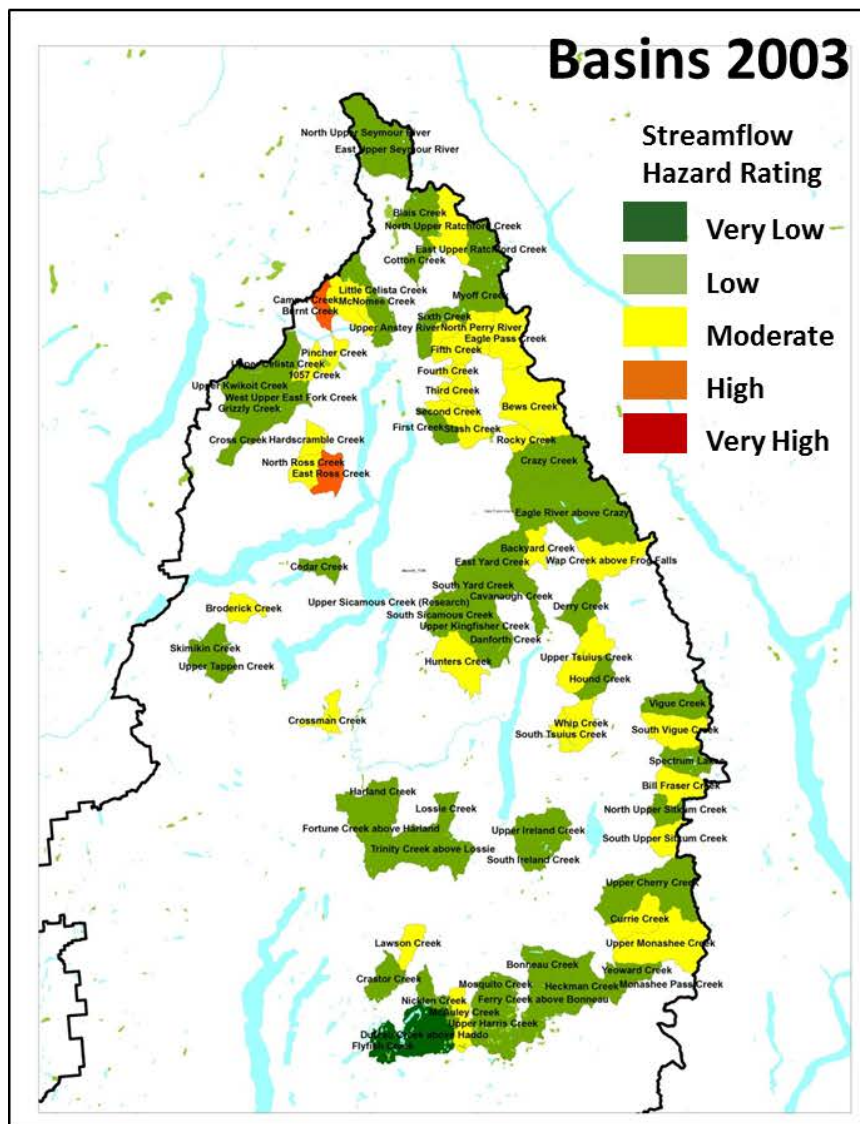 Basins 2003
Streamflow
Hazard Rating
Very Low
Low
Moderate
High
Very High
North Upper Seymour River
East Upper Seymour River
Blais Creek
North Upper Ratchford Creek
East Upper Ratchford Creek
Cotton Creek
Little Celista Creek
Myoff Creek
McNomee Creek
Burnt Creek
Sixth Creek
Upper Anstey River
North Perry River
Eagle Pass Creek
Pincher Creek
Fifth Creek
Upper Celista Creek
1057 Creek
Fourth Creek
Upper Kwikoit Creek
West Upper East Fork Creek
Third Creek
Bews Creek
Grizzly Creek
Second Creek
First Creek
Stash Creek
Cross Creek
Hardscramble Creek
Rocky Creek
North Ross Creek
East Ross Creek
Crazy Creek
Eagle River above Crazy
Backyard Creek
Cedar Creek
East Yard Creek
Wap Creek above Frog Falls
South Yard Creek
Cavanaugh Creek
Broderick Creek
Upper Sicamous Creek (Research)
Derry Creek
South Sicamous Creek
Upper Kingfisher Creek
Skimikin Creek
Danforth Creek
Upper Tappen Creek
Hunters Creek
Upper Tsuius Creek
Hound Creek
Vigue Creek
Crossman Creek
Whip Creek
South Tsuius Creek
South Vigue Creek
Spectrum Lakes
Bill Fraser Creek
Harland Creek
Lossie Creek
North Upper Sitkum Creek
Fortune Creek above Harland
Upper Ireland Creek
South Upper Sitkum Creek
Trinity Creek above Lossie
South Ireland Creek
Upper Cherry Creek
Currie Creek
Lawson Creek
Upper Monashee Creek
Bonneau Creek
Yeoward Creek
Crastor Creek
Mosquito Creek
Heckman Creek
Monashee Pass Creek
Nicklen Creek
Ferry Creek above Bonneau
McAuley Creek
Upper Harris Creek
Duteau Creek above Haddo
Flyfish Creek